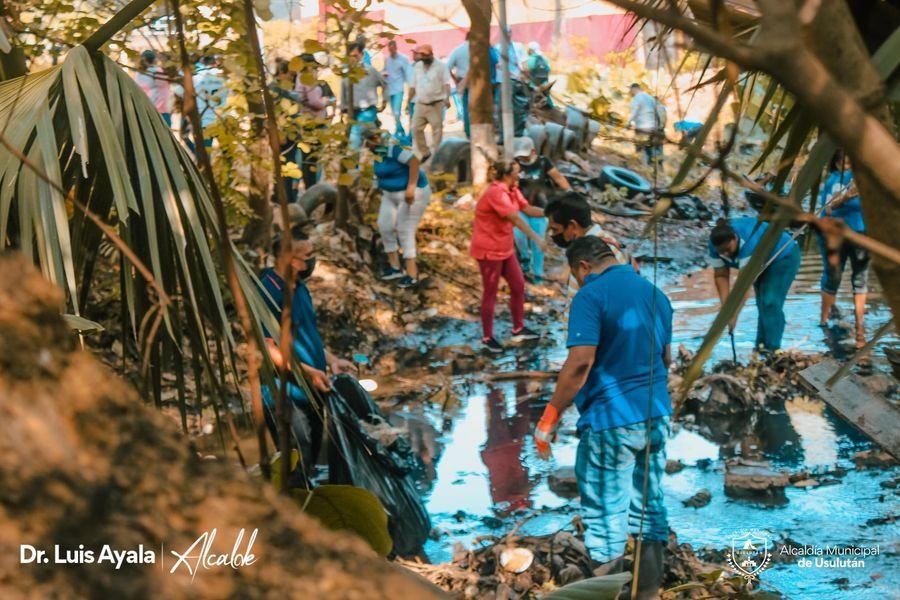 Dr. Luis Ayala | Alcalde
Alcaldía Municipal
de Usulután